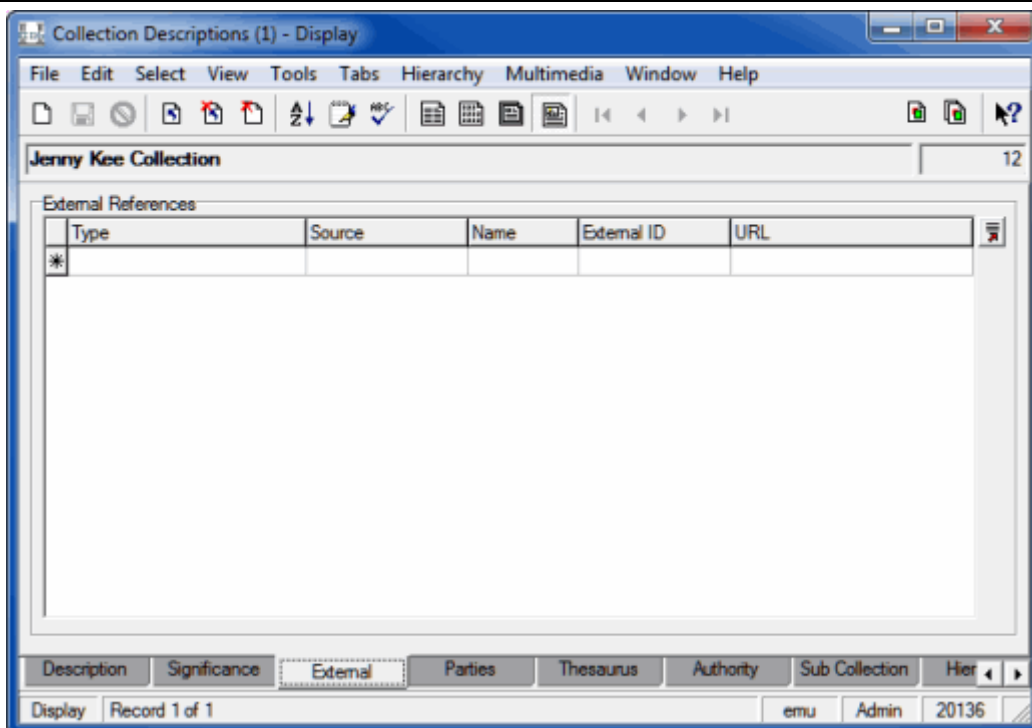 Collection Descriptions (1) - Display
File Edit Select View Tools Tabs Hierarchy Multimedia Window Help
Jenny Kee Collection 12
External References
Type Source Name External ID URL
Description Significance External Parties Thesaurus Authority Sub Collection Hier
Display Record 1 of 1 emu Admin 20136